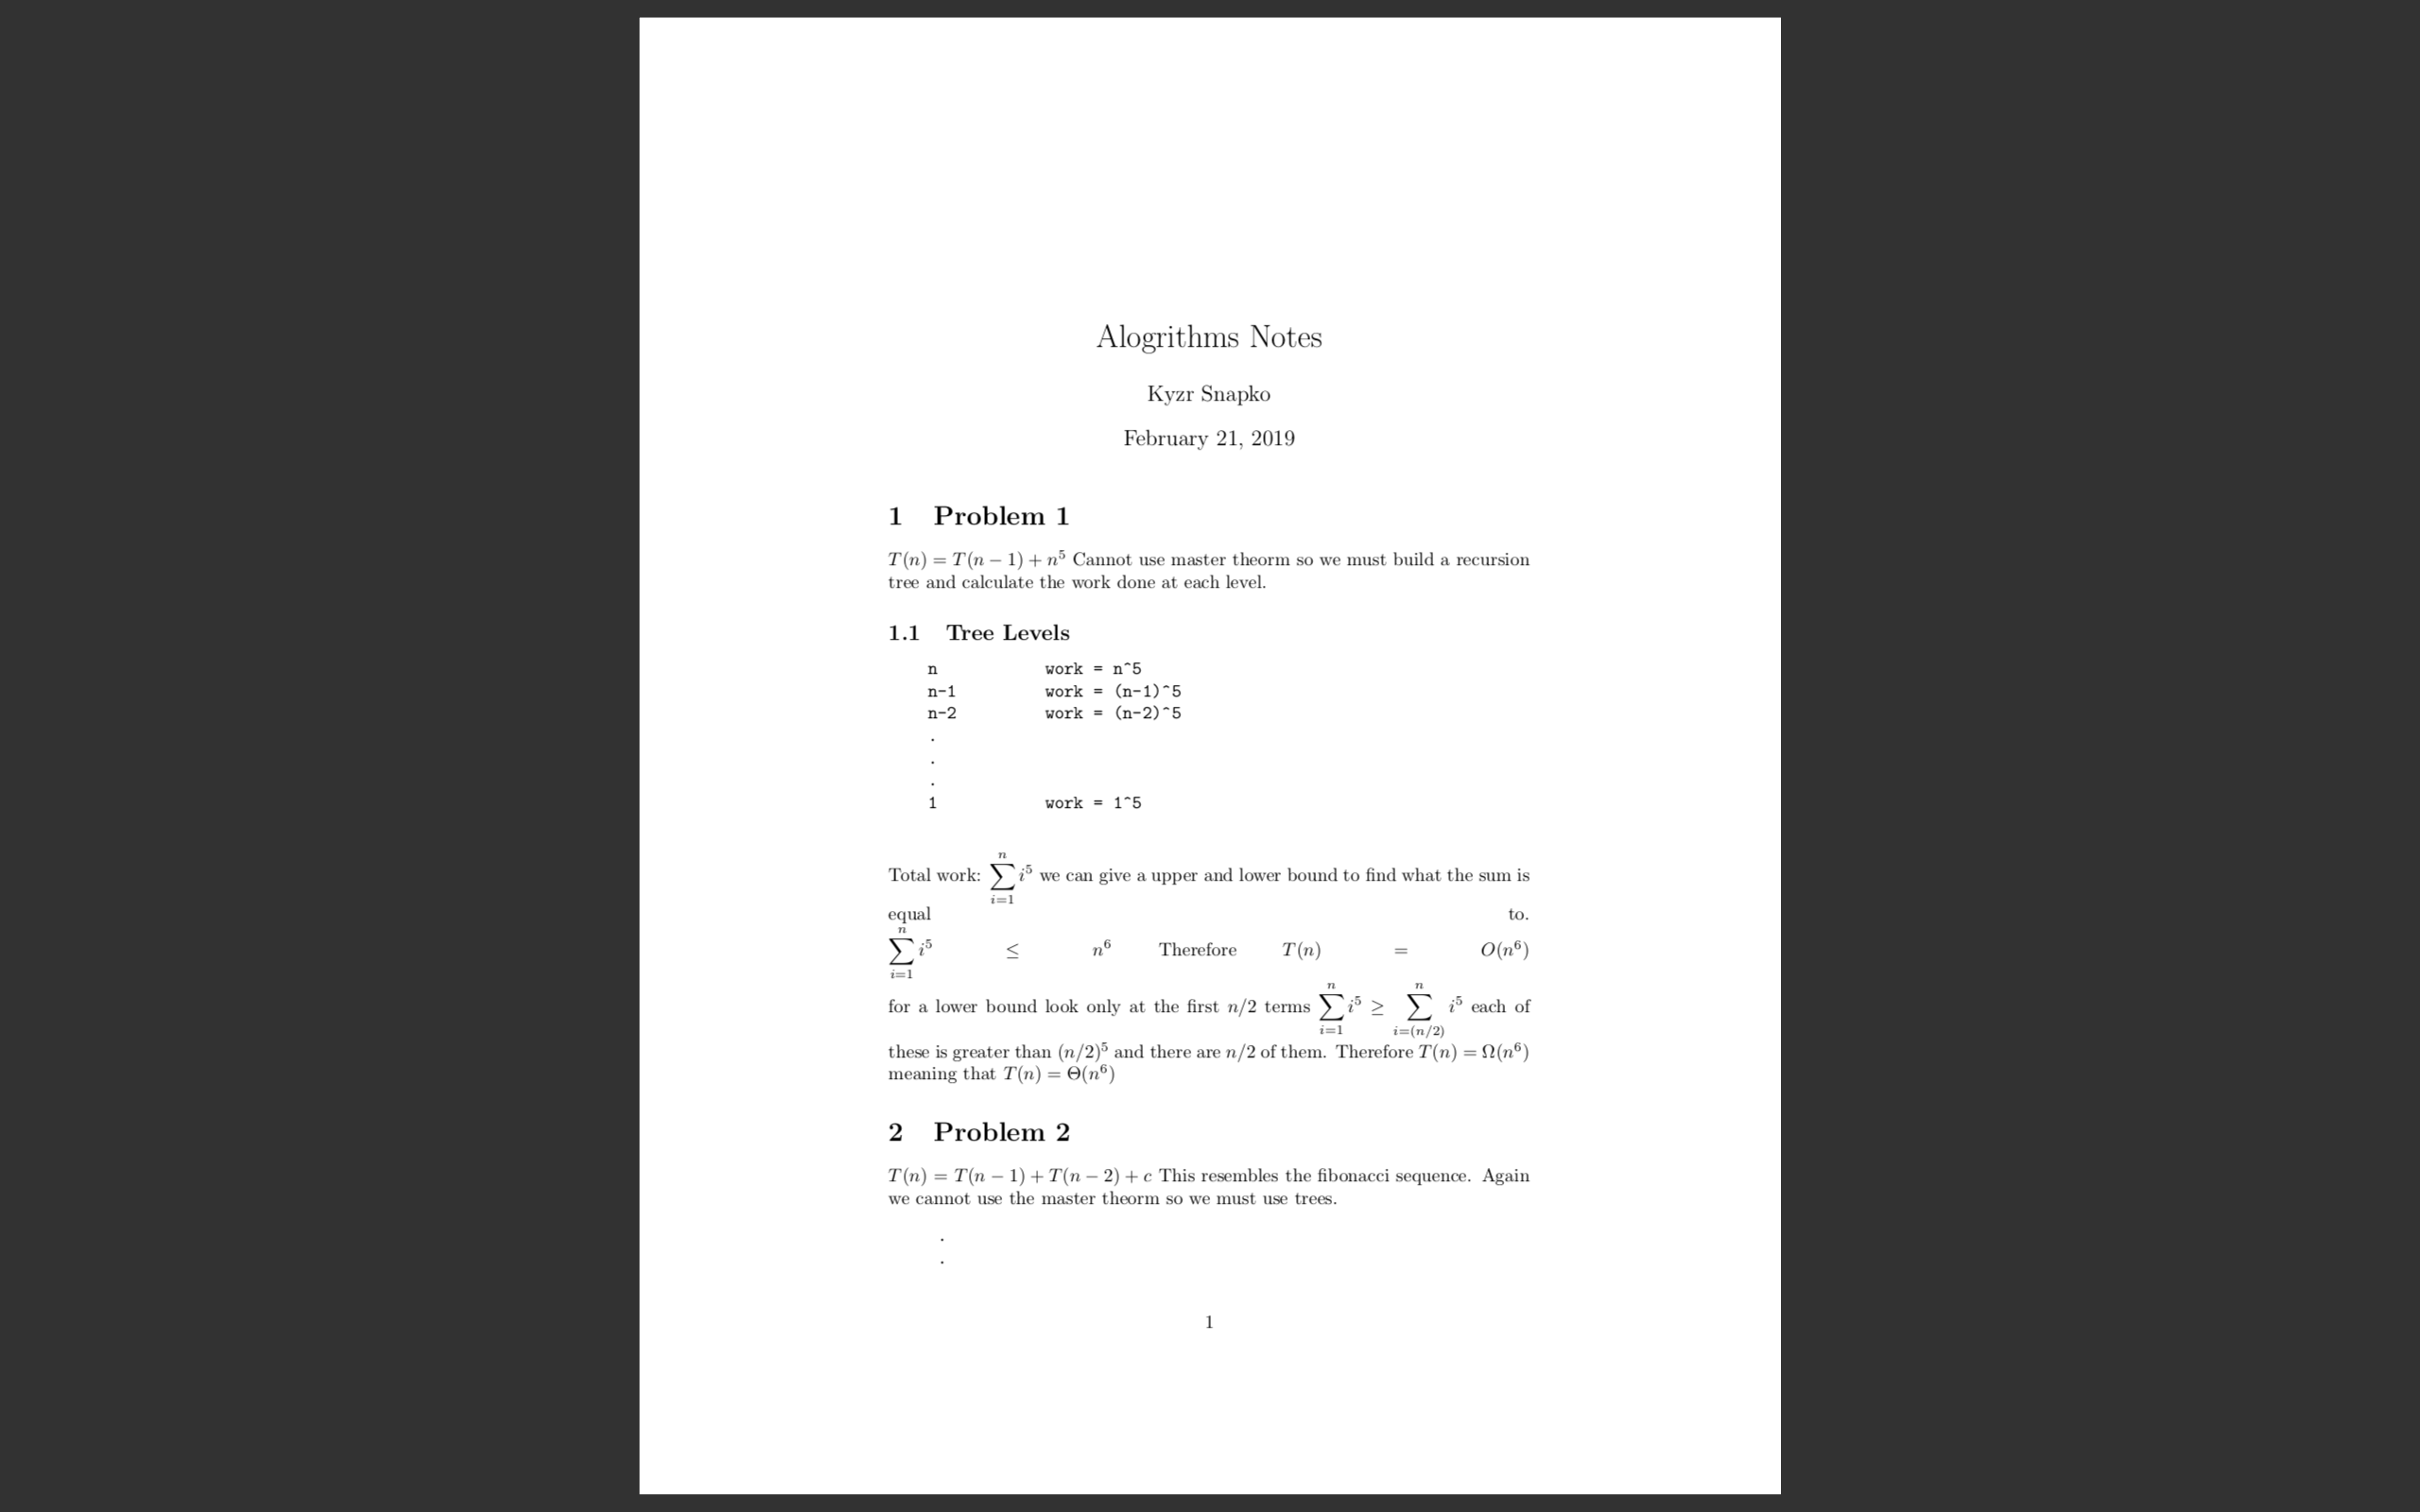 Alogrithms Notes
Kyzr Snapko
February 21, 2019
1 Problem 1
T(n) = T(n − 1) + n^5 Cannot use master theorm so we must build a recursion
tree and calculate the work done at each level.
1.1 Tree Levels
n work = n^5
n-1 work = (n-1)^5
n-2 work = (n-2)^5
.
.
.
1 work = 1^5
Total work: \sum_{i=1}^{n} i^5 we can give a upper and lower bound to find what the sum is
equal to.
\sum_{i=1}^{n} i^5 ≤ n^6 Therefore T(n) = O(n^6)
for a lower bound look only at the first n/2 terms \sum_{i=1}^{n} i^5 ≥ \sum_{i=(n/2)}^{n} i^5 each of
these is greater than (n/2)^5 and there are n/2 of them. Therefore T(n) = Ω(n^6)
meaning that T(n) = Θ(n^6)
2 Problem 2
T(n) = T(n − 1) + T(n − 2) + c This resembles the fibonacci sequence. Again
we cannot use the master theorm so we must use trees.
.
.
1